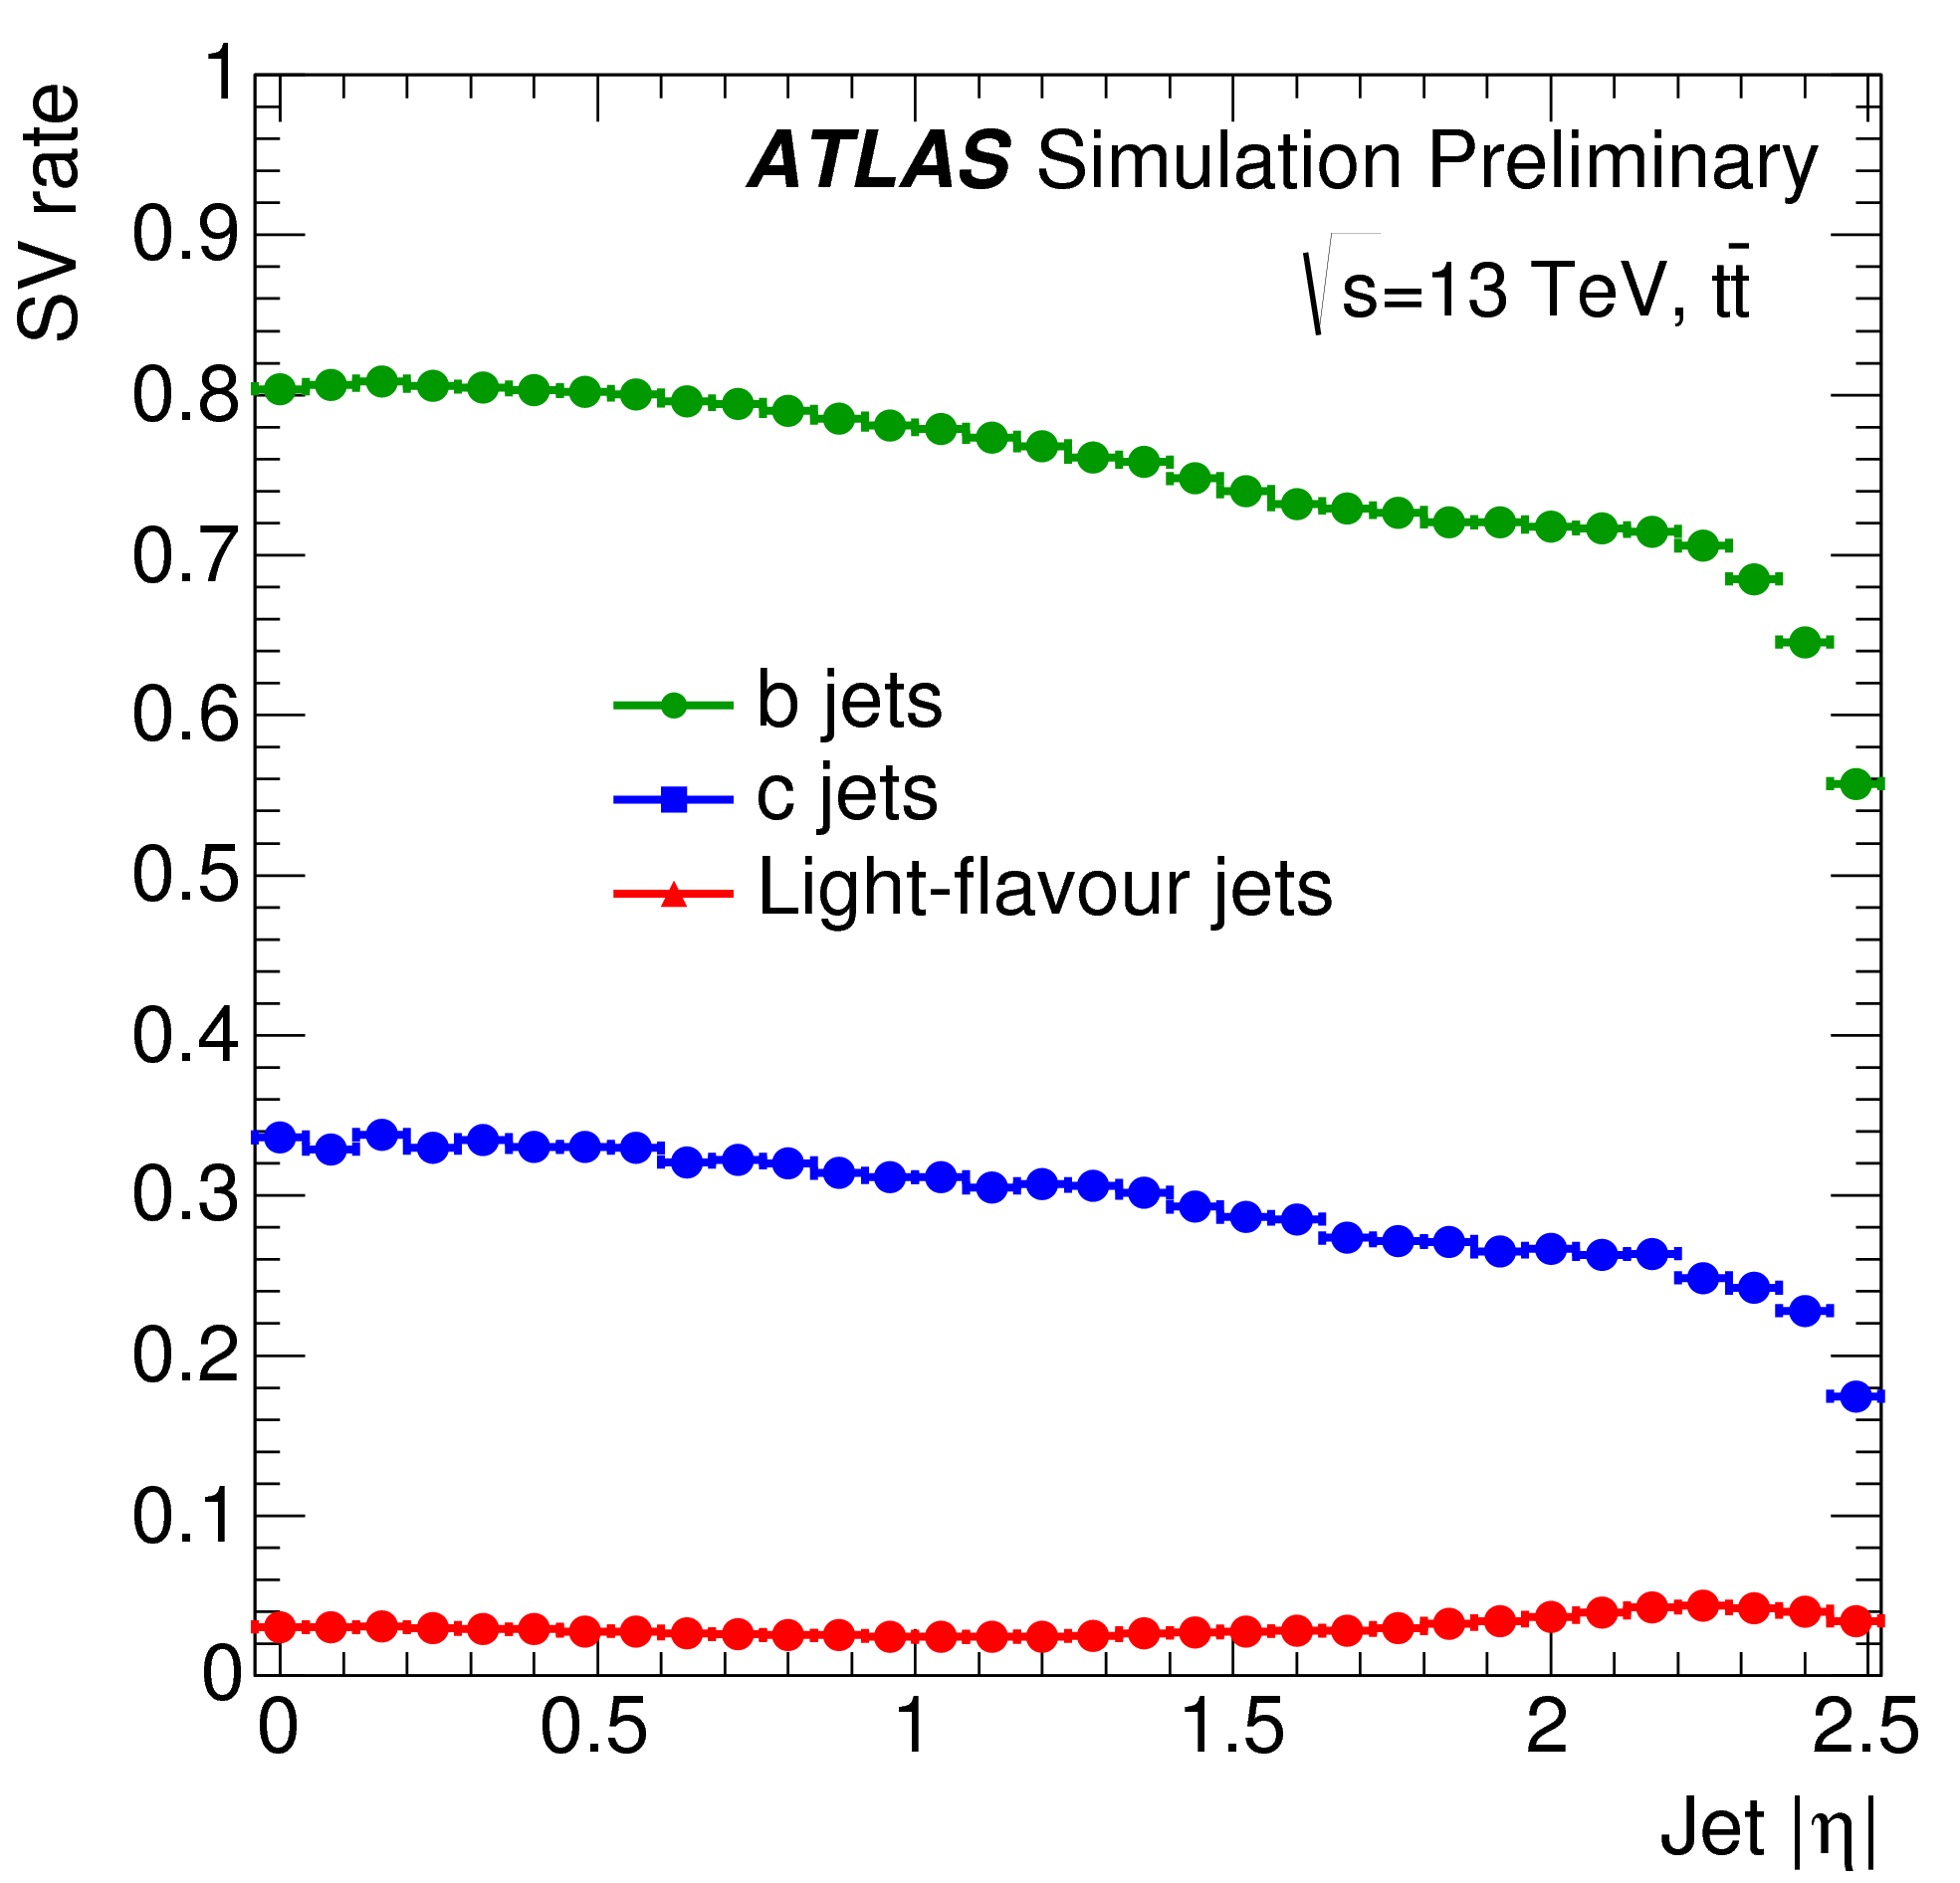 SV rate
1
0.9
0.8
0.7
0.6
0.5
0.4
0.3
0.2
0.1
0
ATLAS Simulation Preliminary
√s=13 TeV, tt̄
b jets
c jets
Light-flavour jets
0 0.5 1 1.5 2 2.5
Jet |η|